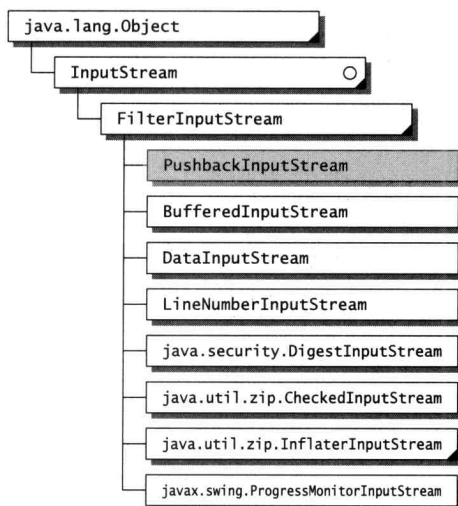 java.lang.Object
InputStream
FilterInputStream
PushbackInputStream
BufferedInputStream
DataInputStream
LineNumberInputStream
java.security.DigestInputStream
java.util.zip.CheckedInputStream
java.util.zip.InflaterInputStream
javax.swing.ProgressMonitorInputStream